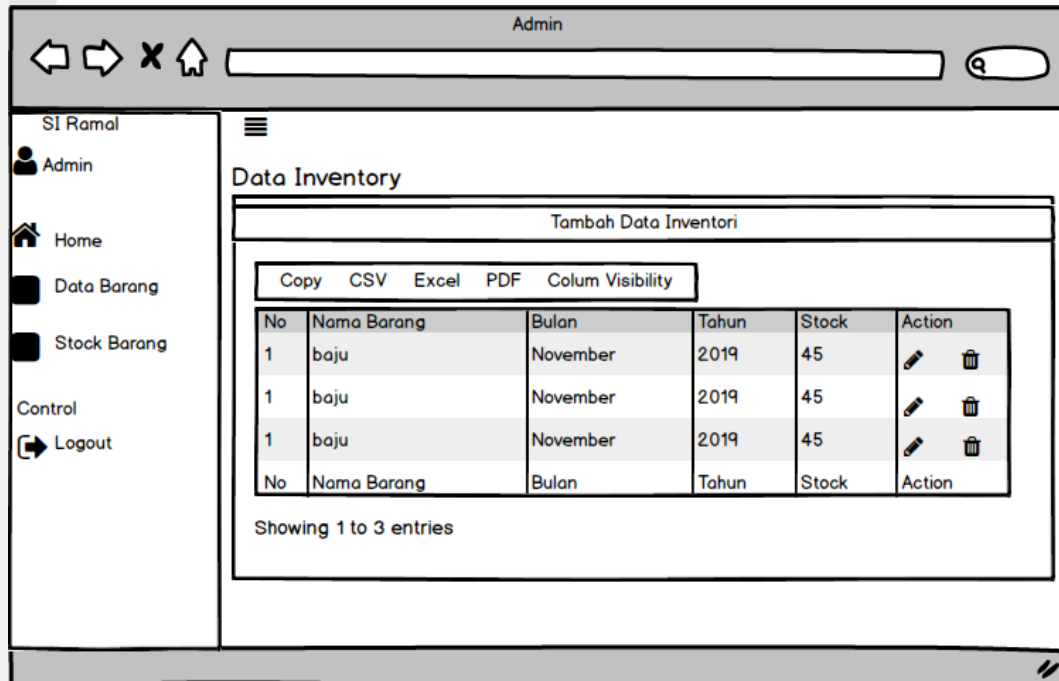 Admin
SI Ramal
Admin
Home
Data Barang
Stock Barang
Control
Logout
Data Inventory
Tambah Data Inventori
Copy CSV Excel PDF Colum Visibility
No Nama Barang Bulan Tahun Stock Action
1 baju November 2019 45
1 baju November 2019 45
1 baju November 2019 45
No Nama Barang Bulan Tahun Stock Action
Showing 1 to 3 entries